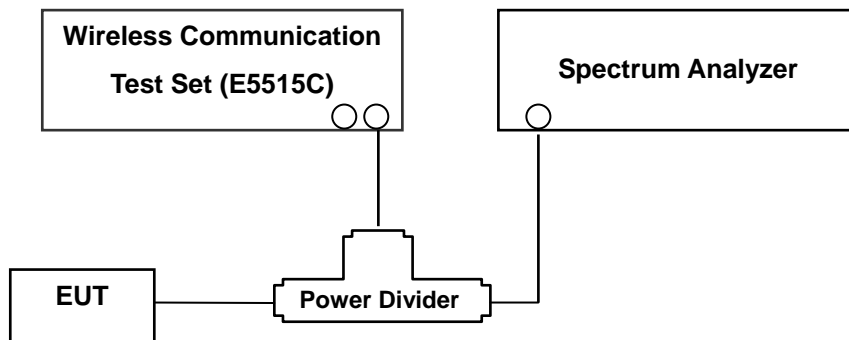 Wireless Communication
Test Set (E5515C)
Spectrum Analyzer
EUT
Power Divider